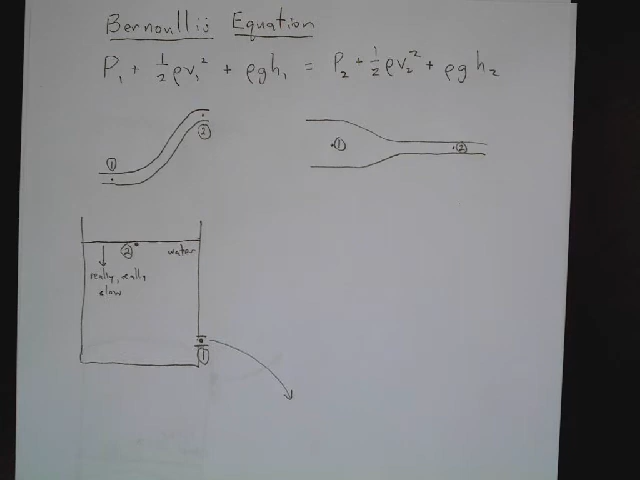 Bernoulli's Equation
P₁ + ½ρv₁² + ρgh₁ = P₂ + ½ρv₂² + ρgh₂
①
②
① ②
② water
really, really
slow
①